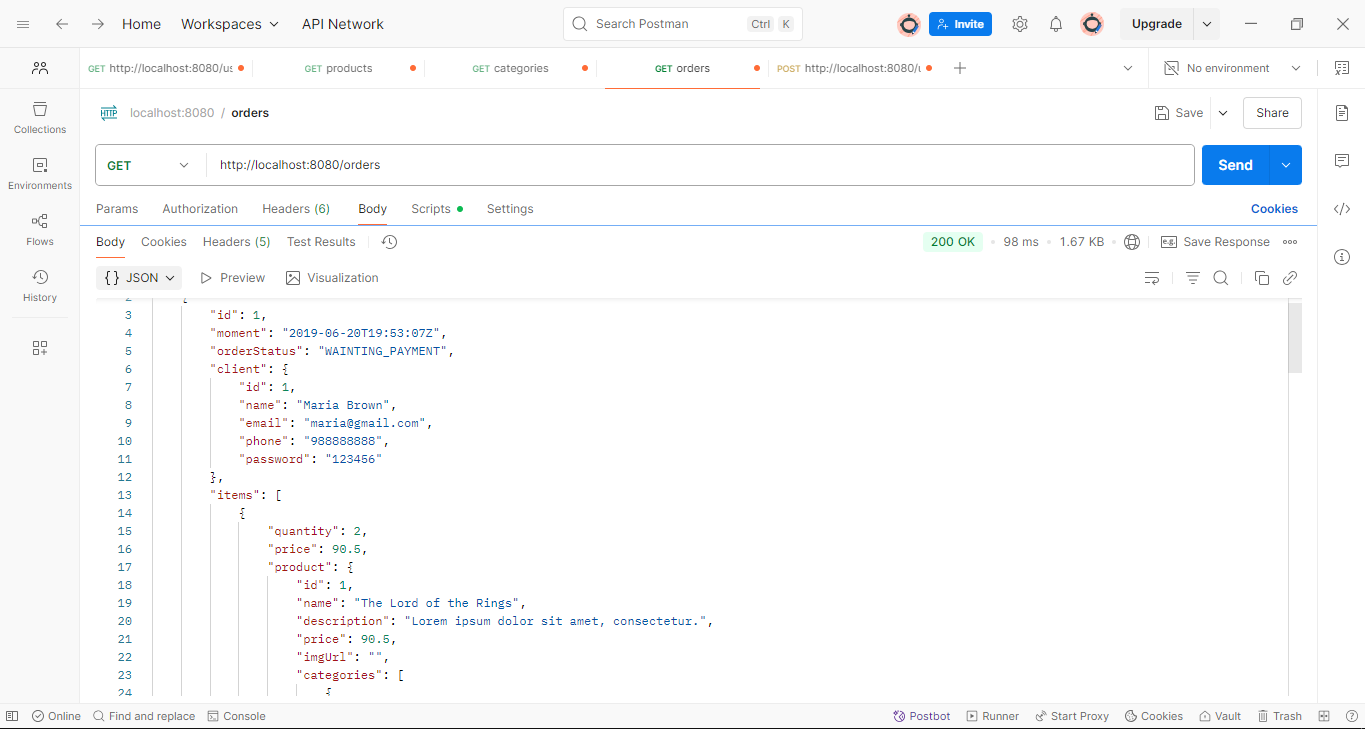 Home Workspaces API Network Search Postman Ctrl K Invite Upgrade
GET http://localhost:8080/us GET products GET categories GET orders POST http://localhost:8080/u No environment
HTTP localhost:8080 / orders Save Share
Collections
Environments
Flows
History
GET http://localhost:8080/orders Send
Params Authorization Headers (6) Body Scripts Settings Cookies
Body Cookies Headers (5) Test Results 200 OK 98 ms 1.67 KB e.g. Save Response
{} JSON Preview Visualization
2 {
3 "id": 1,
4 "moment": "2019-06-20T19:53:07Z",
5 "orderStatus": "WAINTING_PAYMENT",
6 "client": {
7 "id": 1,
8 "name": "Maria Brown",
9 "email": "maria@gmail.com",
10 "phone": "988888888",
11 "password": "123456"
12 },
13 "items": [
14 {
15 "quantity": 2,
16 "price": 90.5,
17 "product": {
18 "id": 1,
19 "name": "The Lord of the Rings",
20 "description": "Lorem ipsum dolor sit amet, consectetur.",
21 "price": 90.5,
22 "imgUrl": "",
23 "categories": [
24 {
Online Find and replace Console Postbot Runner Start Proxy Cookies Vault Trash